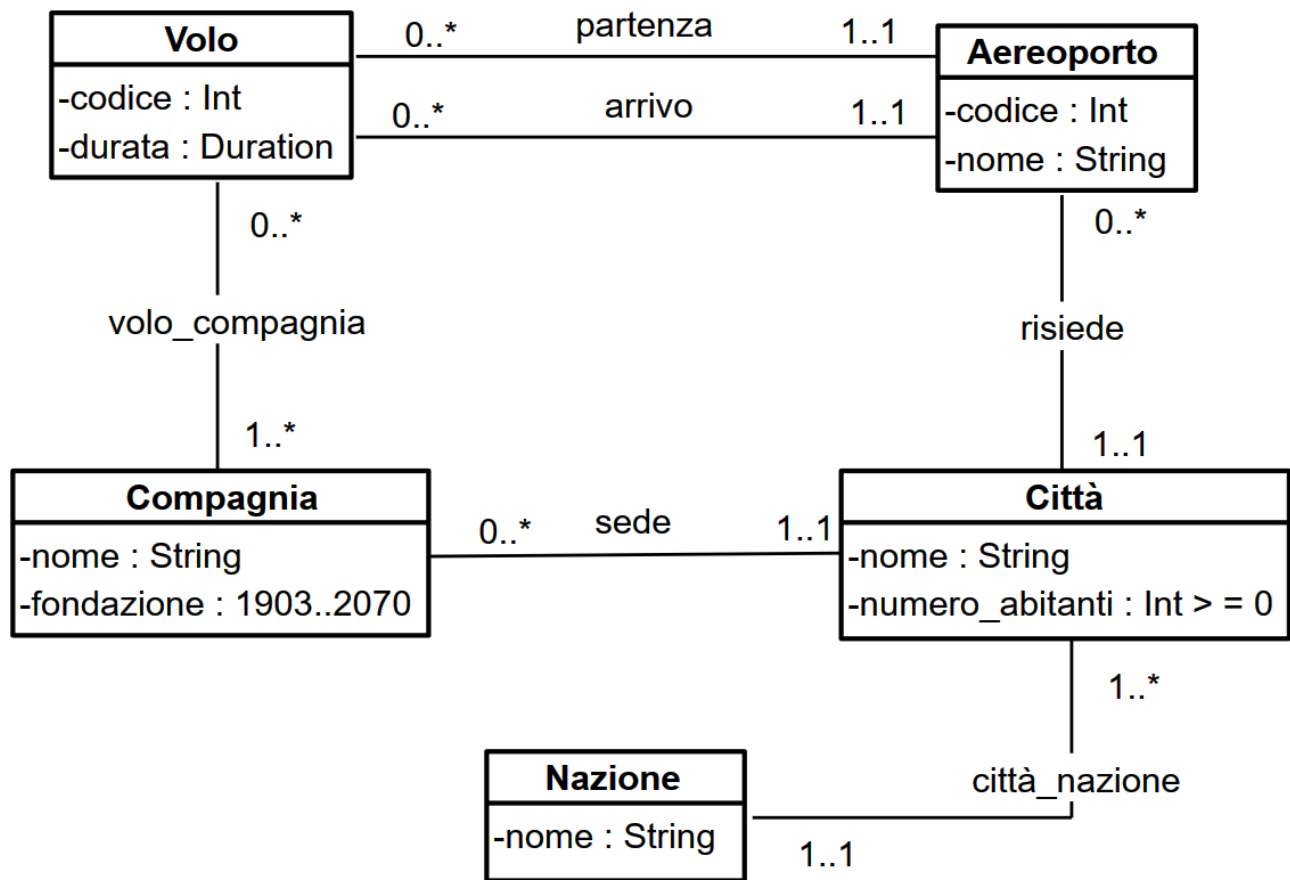 Volo
-codice : Int
-durata : Duration
0..*
partenza
1..1
0..*
arrivo
1..1
Aereoporto
-codice : Int
-nome : String
0..*
volo_compagnia
1..*
0..*
risiede
1..1
Compagnia
-nome : String
-fondazione : 1903..2070
0..*
sede
1..1
Città
-nome : String
-numero_abitanti : Int > = 0
1..*
città_nazione
1..1
Nazione
-nome : String